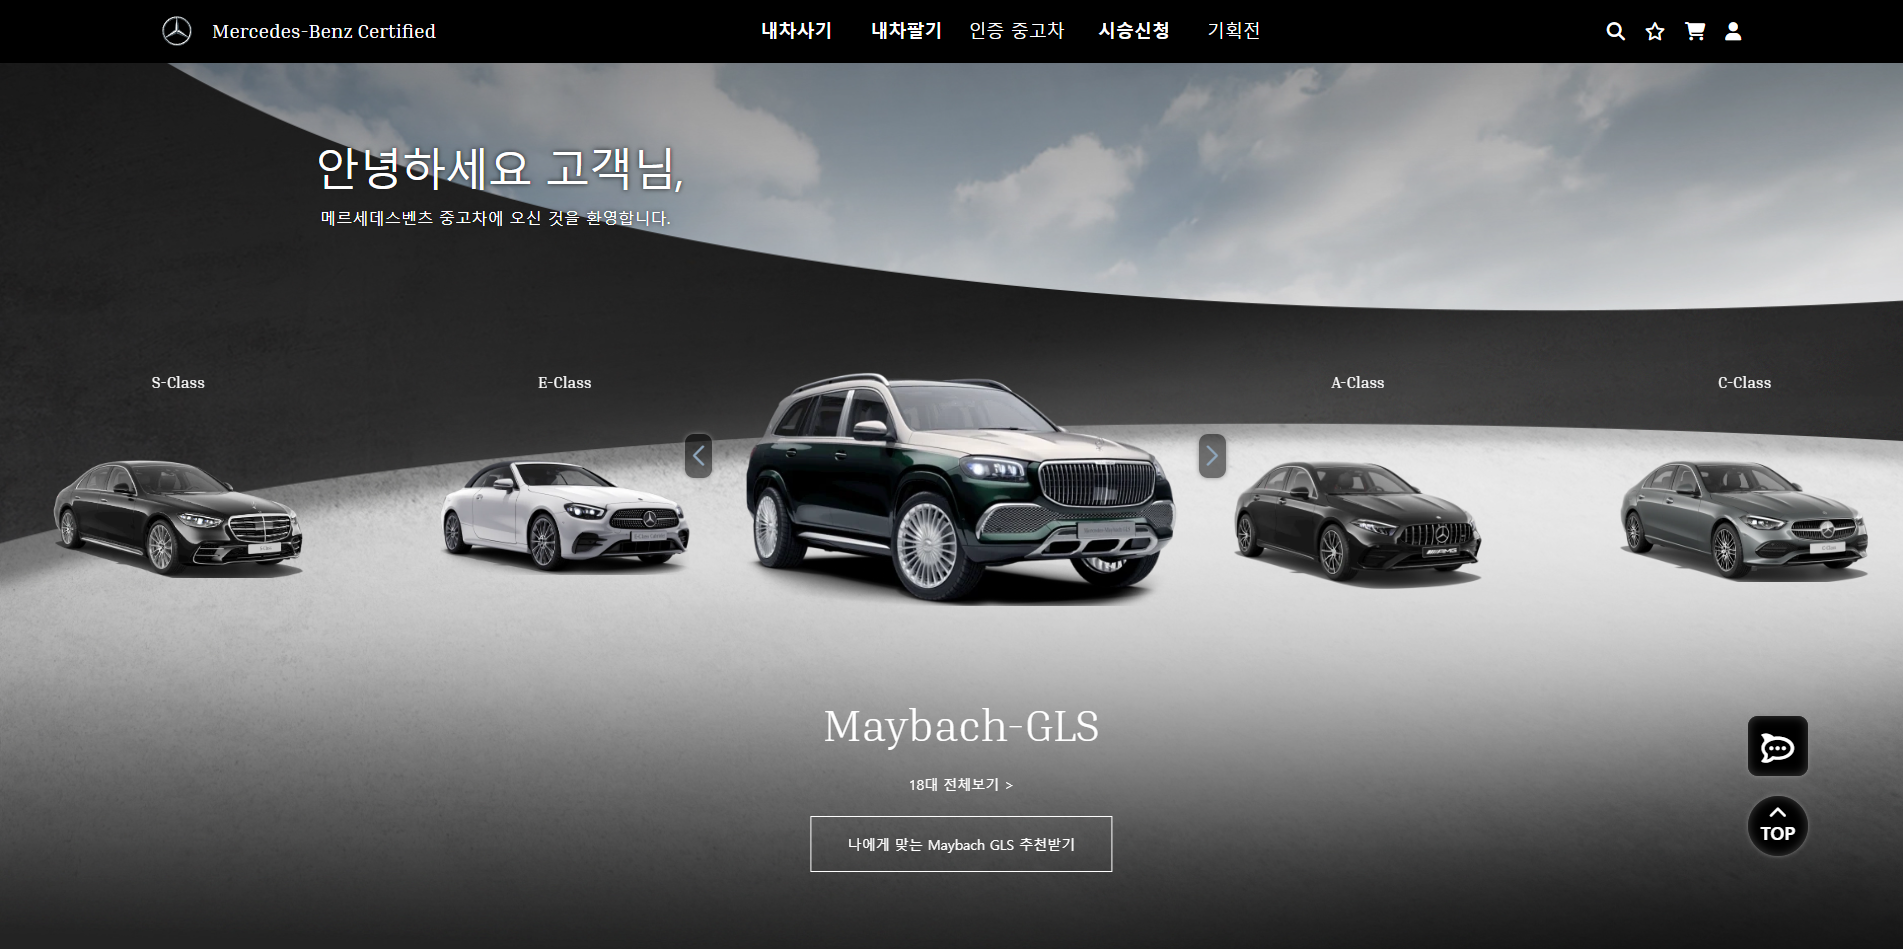 Mercedes-Benz Certified
내차사기 내차팔기 인증 중고차 시승신청 기획전
안녕하세요 고객님,
메르세데스벤츠 중고차에 오신 것을 환영합니다.
S-Class
E-Class
A-Class
C-Class
Maybach-GLS
18대 전체보기 >
나에게 맞는 Maybach GLS 추천받기
TOP